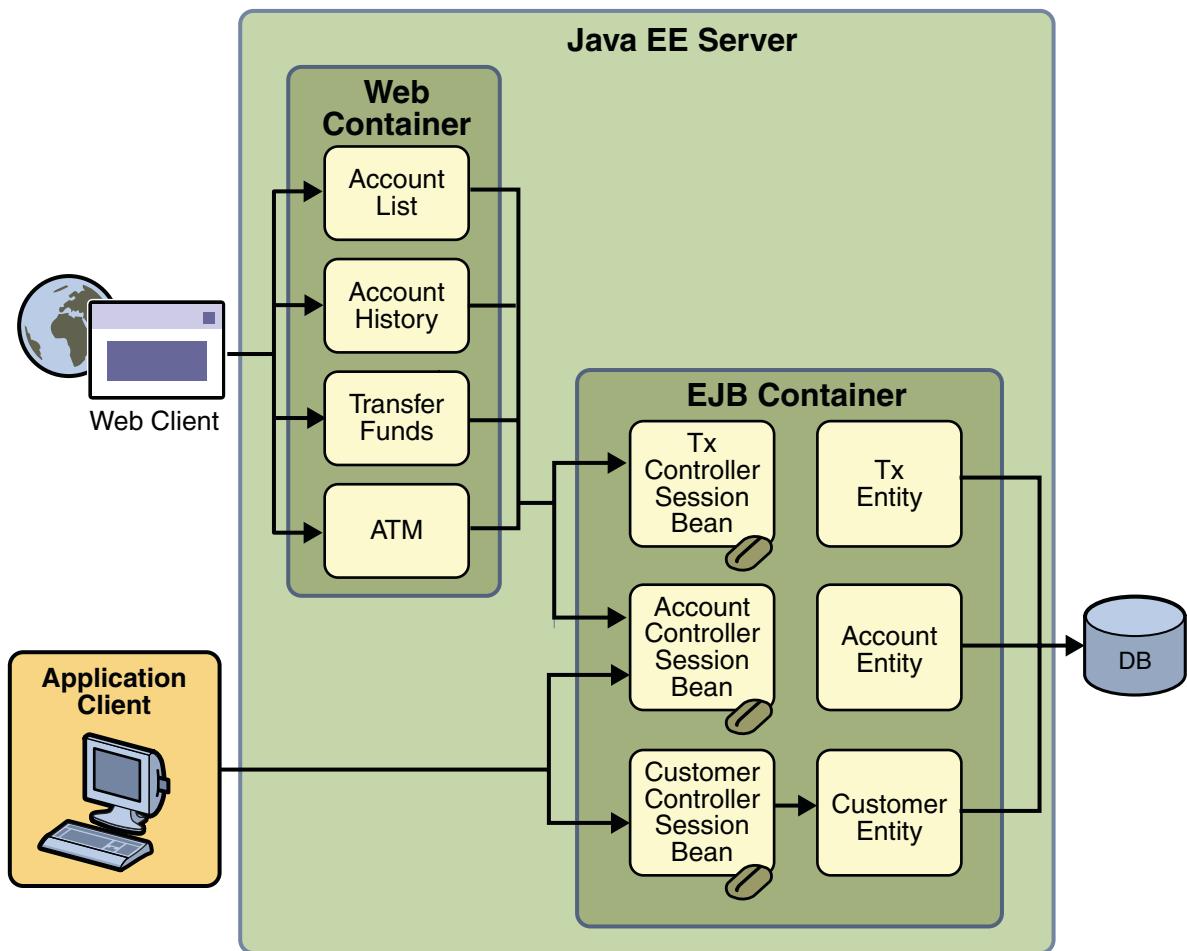 Java EE Server
Web
Container
Account
List
Account
History
Transfer
Funds
ATM
Web Client
EJB Container
Tx
Controller
Session
Bean
Tx
Entity
Account
Controller
Session
Bean
Account
Entity
Customer
Controller
Session
Bean
Customer
Entity
DB
Application
Client